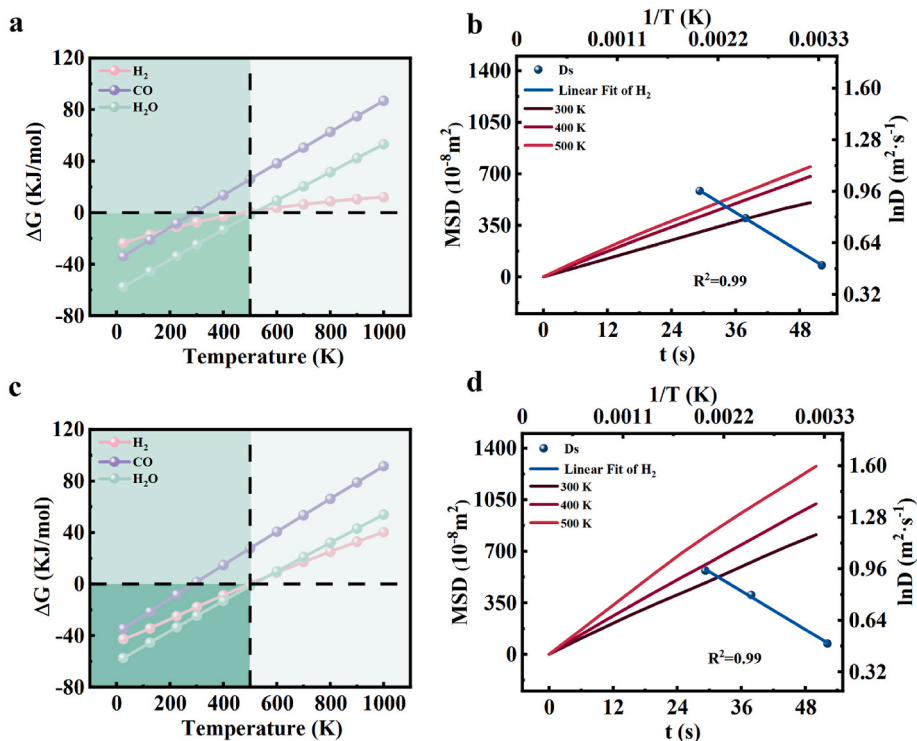 a
120
80
40
0
-40
-80
ΔG (KJ/mol)
H₂
CO
H₂O
0 200 400 600 800 1000
Temperature (K)
b
1/T (K)
0 0.0011 0.0022 0.0033
1400
1050
700
350
0
MSD (10⁻⁸m²)
Ds
Linear Fit of H₂
300 K
400 K
500 K
R²=0.99
1.60
1.28
0.96
0.64
0.32
lnD (m²·s⁻¹)
0 12 24 36 48
t (s)
c
120
80
40
0
-40
-80
ΔG (KJ/mol)
H₂
CO
H₂O
0 200 400 600 800 1000
Temperature (K)
d
1/T (K)
0 0.0011 0.0022 0.0033
1400
1050
700
350
0
MSD (10⁻⁸m²)
Ds
Linear Fit of H₂
300 K
400 K
500 K
R²=0.99
1.60
1.28
0.96
0.64
0.32
lnD (m²·s⁻¹)
0 12 24 36 48
t (s)